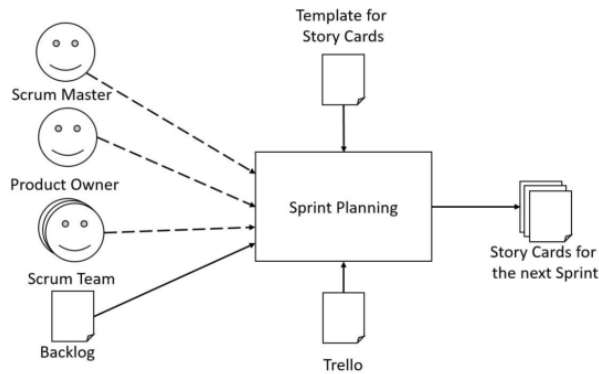 Template for
Story Cards
Scrum Master
Product Owner
Sprint Planning
Scrum Team
Story Cards for
the next Sprint
Backlog
Trello